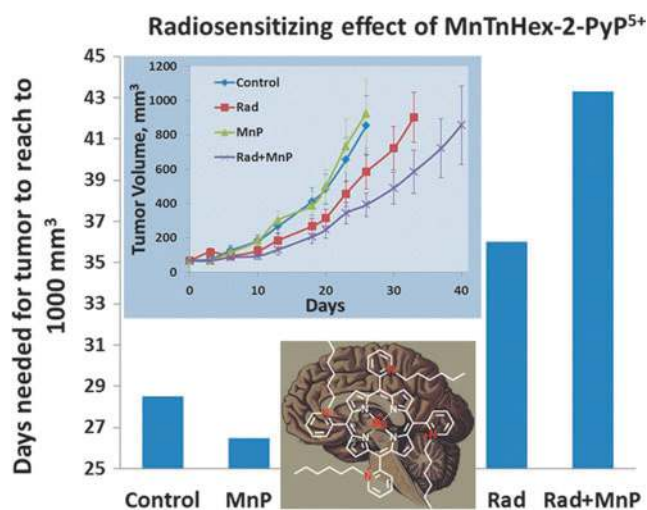 Radiosensitizing effect of MnTnHex-2-PyP⁵⁺
Days needed for tumor to reach to
1000 mm³
45
43
41
39
37
35
33
31
29
27
25
Tumor Volume, mm³
1200
1000
800
600
400
200
0
Control
Rad
MnP
Rad+MnP
0 10 20 30 40
Days
N N
N N
Control MnP Rad Rad+MnP